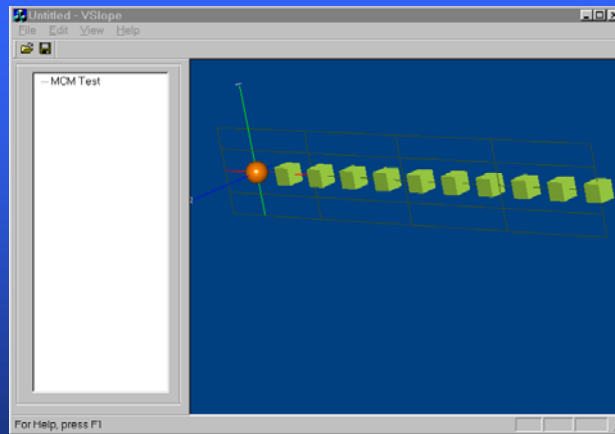 Untitled - VSlope
File Edit View Help
MCM Test
For Help, press F1